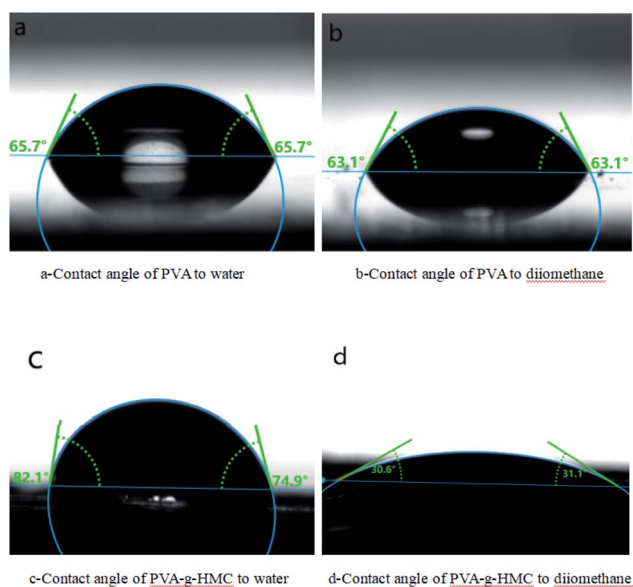 a
65.7°
65.7°
b
63.1°
63.1°
a-Contact angle of PVA to water
b-Contact angle of PVA to diiomethane
c
82.1°
74.9°
d
30.6°
31.1
c-Contact angle of PVA-g-HMC to water
d-Contact angle of PVA-g-HMC to diiomethane